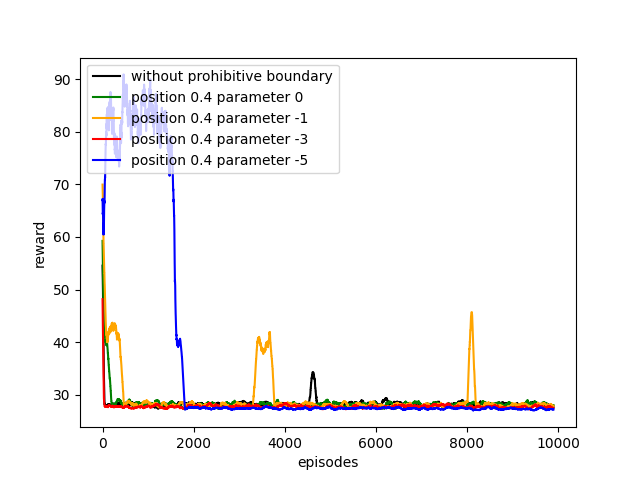 without prohibitive boundary
position 0.4 parameter 0
position 0.4 parameter -1
position 0.4 parameter -3
position 0.4 parameter -5
90
80
70
60
50
40
30
reward
0 2000 4000 6000 8000 10000
episodes